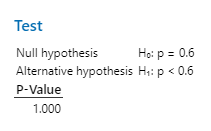 Test
Null hypothesis H₀: p = 0.6
Alternative hypothesis H₁: p < 0.6
P-Value
1.000